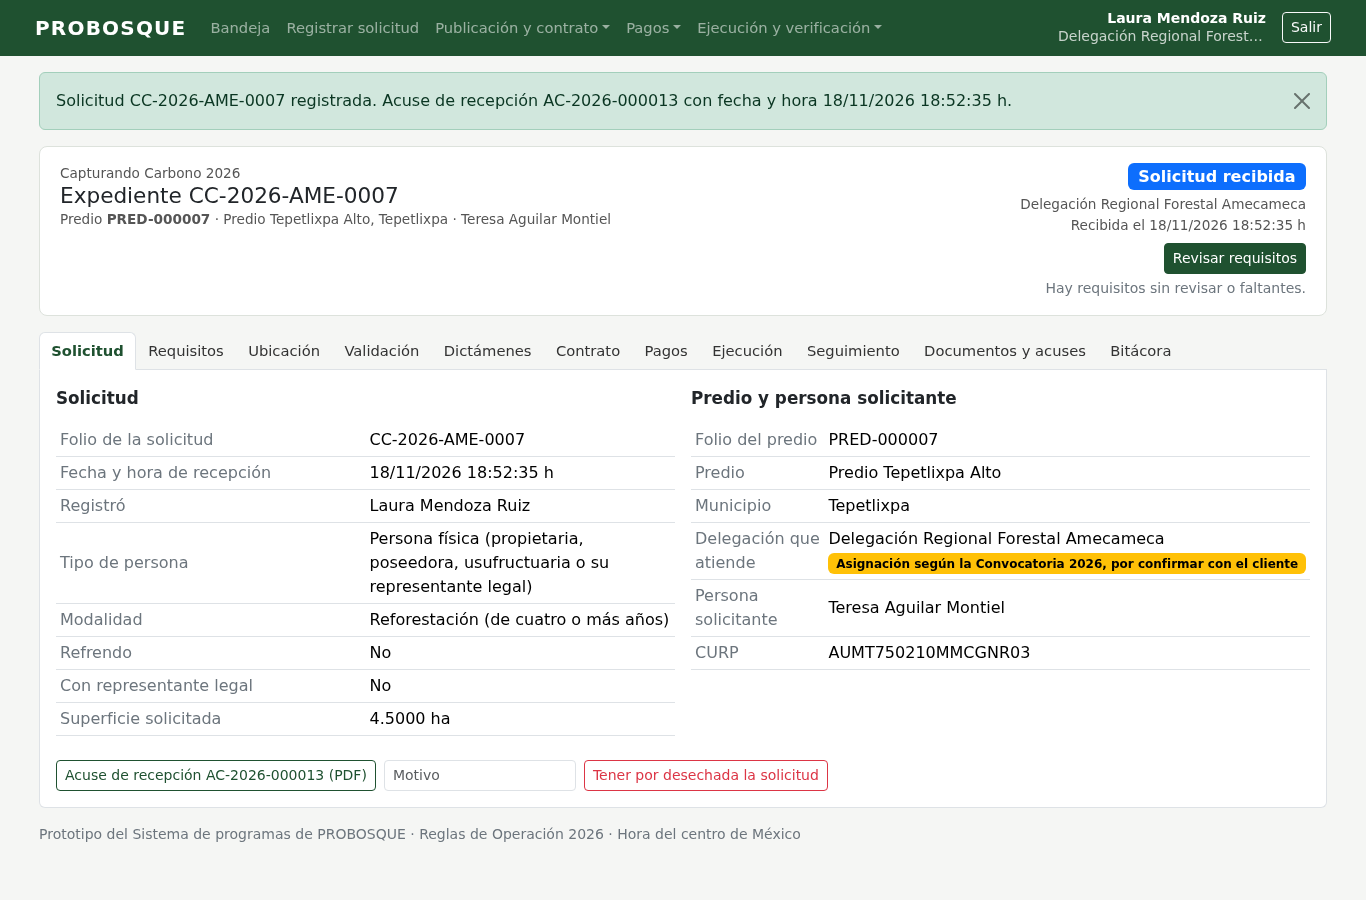 PROBOSQUE Bandeja Registrar solicitud Publicación y contrato Pagos Ejecución y verificación
Laura Mendoza Ruiz
Delegación Regional Forest...
Salir
Solicitud CC-2026-AME-0007 registrada. Acuse de recepción AC-2026-000013 con fecha y hora 18/11/2026 18:52:35 h.
Capturando Carbono 2026
Expediente CC-2026-AME-0007
Predio PRED-000007 · Predio Tepetlixpa Alto, Tepetlixpa · Teresa Aguilar Montiel
Solicitud recibida
Delegación Regional Forestal Amecameca
Recibida el 18/11/2026 18:52:35 h
Revisar requisitos
Hay requisitos sin revisar o faltantes.
Solicitud Requisitos Ubicación Validación Dictámenes Contrato Pagos Ejecución Seguimiento Documentos y acuses Bitácora
Solicitud
Folio de la solicitud CC-2026-AME-0007
Fecha y hora de recepción 18/11/2026 18:52:35 h
Registró Laura Mendoza Ruiz
Tipo de persona
Persona física (propietaria,
poseedora, usufructuaria o su
representante legal)
Modalidad Reforestación (de cuatro o más años)
Refrendo No
Con representante legal No
Superficie solicitada 4.5000 ha
Predio y persona solicitante
Folio del predio PRED-000007
Predio Predio Tepetlixpa Alto
Municipio Tepetlixpa
Delegación que
atiende
Delegación Regional Forestal Amecameca
Asignación según la Convocatoria 2026, por confirmar con el cliente
Persona
solicitante
Teresa Aguilar Montiel
CURP AUMT750210MMCGNR03
Acuse de recepción AC-2026-000013 (PDF) Motivo Tener por desechada la solicitud
Prototipo del Sistema de programas de PROBOSQUE · Reglas de Operación 2026 · Hora del centro de México